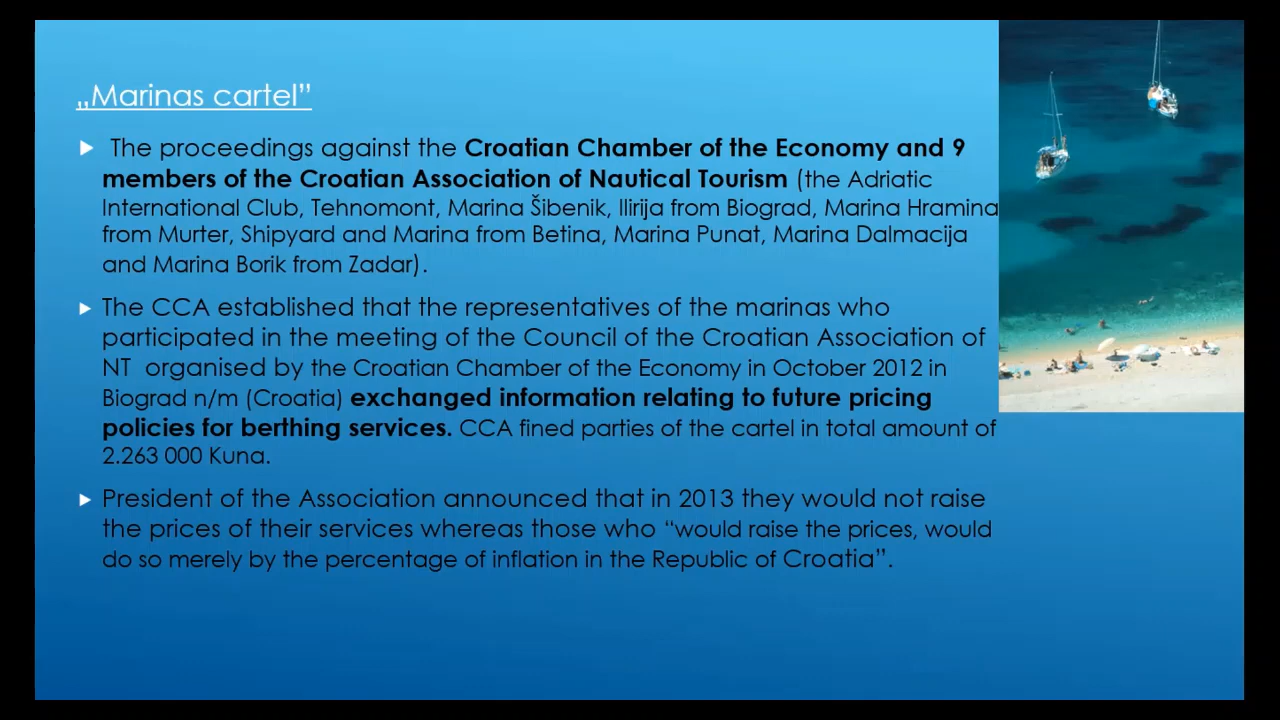 „Marinas cartel”
The proceedings against the Croatian Chamber of the Economy and 9
members of the Croatian Association of Nautical Tourism (the Adriatic
International Club, Tehnomont, Marina Šibenik, Ilirija from Biograd, Marina Hramina
from Murter, Shipyard and Marina from Betina, Marina Punat, Marina Dalmacija
and Marina Borik from Zadar).
The CCA established that the representatives of the marinas who
participated in the meeting of the Council of the Croatian Association of
NT organised by the Croatian Chamber of the Economy in October 2012 in
Biograd n/m (Croatia) exchanged information relating to future pricing
policies for berthing services. CCA fined parties of the cartel in total amount of
2.263 000 Kuna.
President of the Association announced that in 2013 they would not raise
the prices of their services whereas those who “would raise the prices, would
do so merely by the percentage of inflation in the Republic of Croatia”.